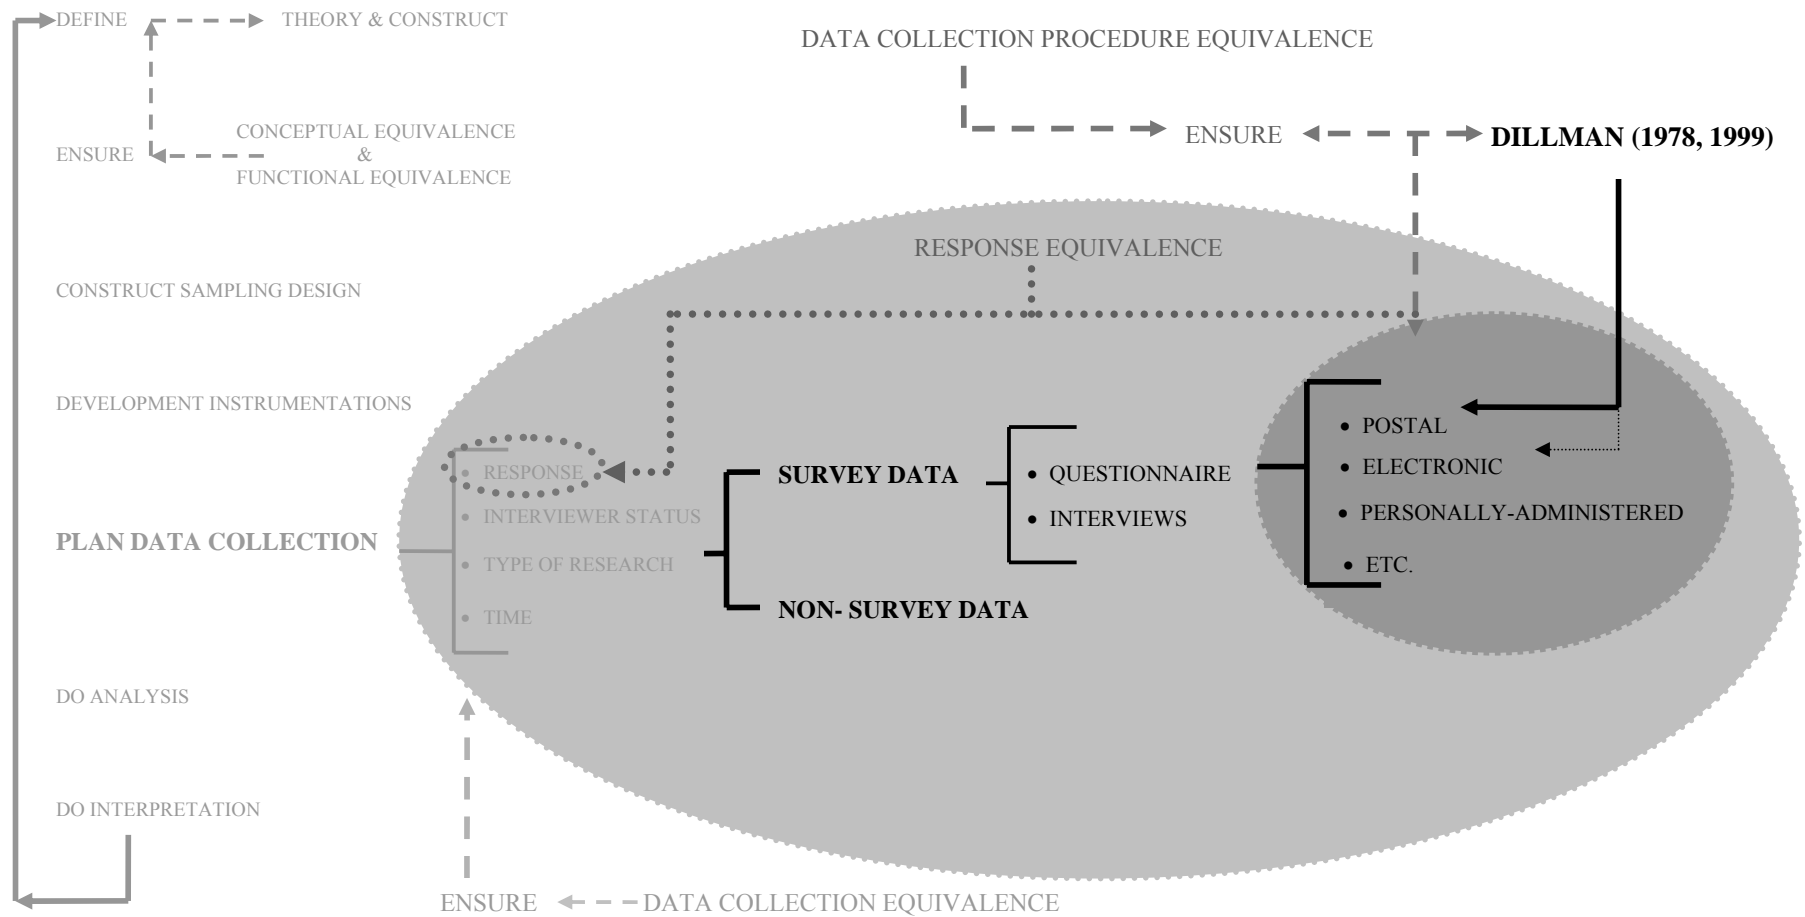 DEFINE
THEORY & CONSTRUCT
DATA COLLECTION PROCEDURE EQUIVALENCE
ENSURE
DILLMAN (1978, 1999)
ENSURE
CONCEPTUAL EQUIVALENCE
&
FUNCTIONAL EQUIVALENCE
RESPONSE EQUIVALENCE
CONSTRUCT SAMPLING DESIGN
DEVELOPMENT INSTRUMENTATIONS
PLAN DATA COLLECTION
• RESPONSE
• INTERVIEWER STATUS
• TYPE OF RESEARCH
• TIME
SURVEY DATA
NON- SURVEY DATA
• QUESTIONNAIRE
• INTERVIEWS
• POSTAL
• ELECTRONIC
• PERSONALLY-ADMINISTERED
• ETC.
DO ANALYSIS
DO INTERPRETATION
ENSURE
DATA COLLECTION EQUIVALENCE